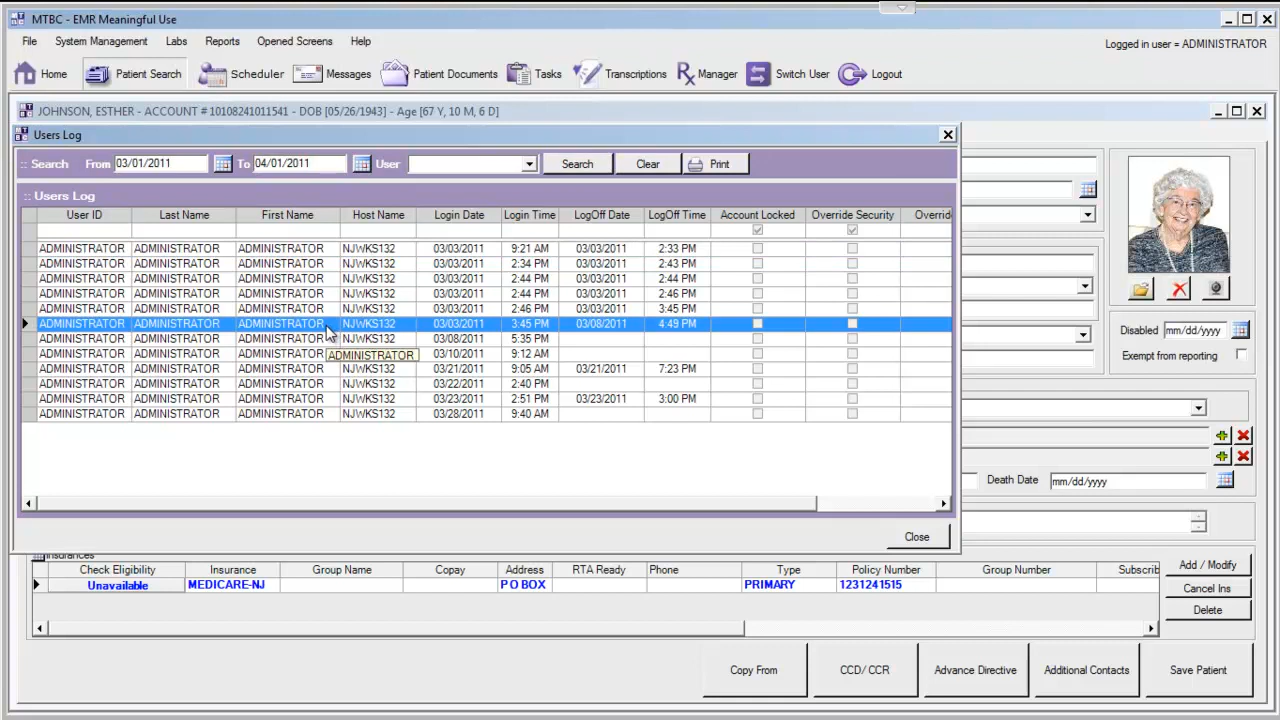 MTBC - EMR Meaningful Use
File System Management Labs Reports Opened Screens Help
Logged in user = ADMINISTRATOR
Home Patient Search Scheduler Messages Patient Documents Tasks Transcriptions Manager Switch User Logout
JOHNSON, ESTHER - ACCOUNT # 10108241011541 - DOB [05/26/1943] - Age [67 Y, 10 M, 6 D]
Users Log
:: Search From 03/01/2011 To 04/01/2011 User Search Clear Print
:: Users Log
User ID Last Name First Name Host Name Login Date Login Time LogOff Date LogOff Time Account Locked Override Security Overrid
ADMINISTRATOR ADMINISTRATOR ADMINISTRATOR NJWKS132 03/03/2011 9:21 AM 03/03/2011 2:33 PM
ADMINISTRATOR ADMINISTRATOR ADMINISTRATOR NJWKS132 03/03/2011 2:34 PM 03/03/2011 2:43 PM
ADMINISTRATOR ADMINISTRATOR ADMINISTRATOR NJWKS132 03/03/2011 2:44 PM 03/03/2011 2:44 PM
ADMINISTRATOR ADMINISTRATOR ADMINISTRATOR NJWKS132 03/03/2011 2:44 PM 03/03/2011 2:46 PM
ADMINISTRATOR ADMINISTRATOR ADMINISTRATOR NJWKS132 03/03/2011 2:46 PM 03/03/2011 3:45 PM
ADMINISTRATOR ADMINISTRATOR ADMINISTRATOR NJWKS132 03/03/2011 3:45 PM 03/08/2011 4:49 PM
ADMINISTRATOR ADMINISTRATOR ADMINISTRATOR NJWKS132 03/08/2011 5:35 PM
ADMINISTRATOR ADMINISTRATOR ADMINISTRATOR ADMINISTRATOR 03/10/2011 9:12 AM
ADMINISTRATOR ADMINISTRATOR ADMINISTRATOR NJWKS132 03/21/2011 9:05 AM 03/21/2011 7:23 PM
ADMINISTRATOR ADMINISTRATOR ADMINISTRATOR NJWKS132 03/22/2011 2:40 PM
ADMINISTRATOR ADMINISTRATOR ADMINISTRATOR NJWKS132 03/23/2011 2:51 PM 03/23/2011 3:00 PM
ADMINISTRATOR ADMINISTRATOR ADMINISTRATOR NJWKS132 03/28/2011 9:40 AM
Close
Disabled mm/dd/yyyy
Exempt from reporting
Death Date mm/dd/yyyy
Insurances
Check Eligibility Insurance Group Name Copay Address RTA Ready Phone Type Policy Number Group Number Subscrib
Unavailable MEDICARE-NJ P O BOX PRIMARY 1231241515
Add / Modify
Cancel Ins
Delete
Copy From CCD/ CCR Advance Directive Additional Contacts Save Patient